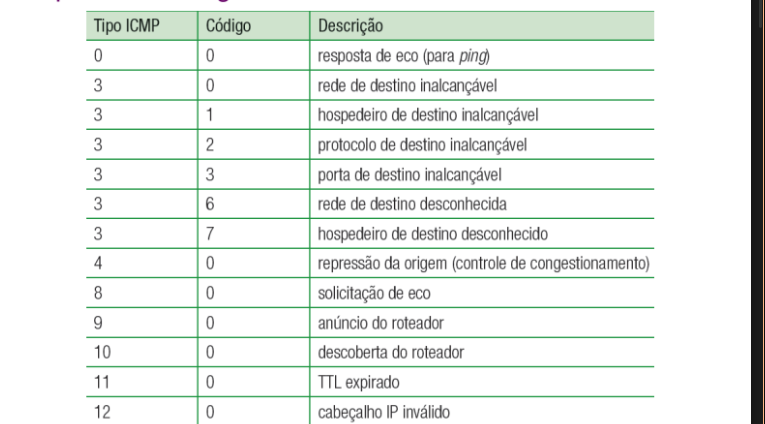 Tipo ICMP Código Descrição
0 0 resposta de eco (para ping)
3 0 rede de destino inalcançável
3 1 hospedeiro de destino inalcançável
3 2 protocolo de destino inalcançável
3 3 porta de destino inalcançável
3 6 rede de destino desconhecida
3 7 hospedeiro de destino desconhecido
4 0 repressão da origem (controle de congestionamento)
8 0 solicitação de eco
9 0 anúncio do roteador
10 0 descoberta do roteador
11 0 TTL expirado
12 0 cabeçalho IP inválido